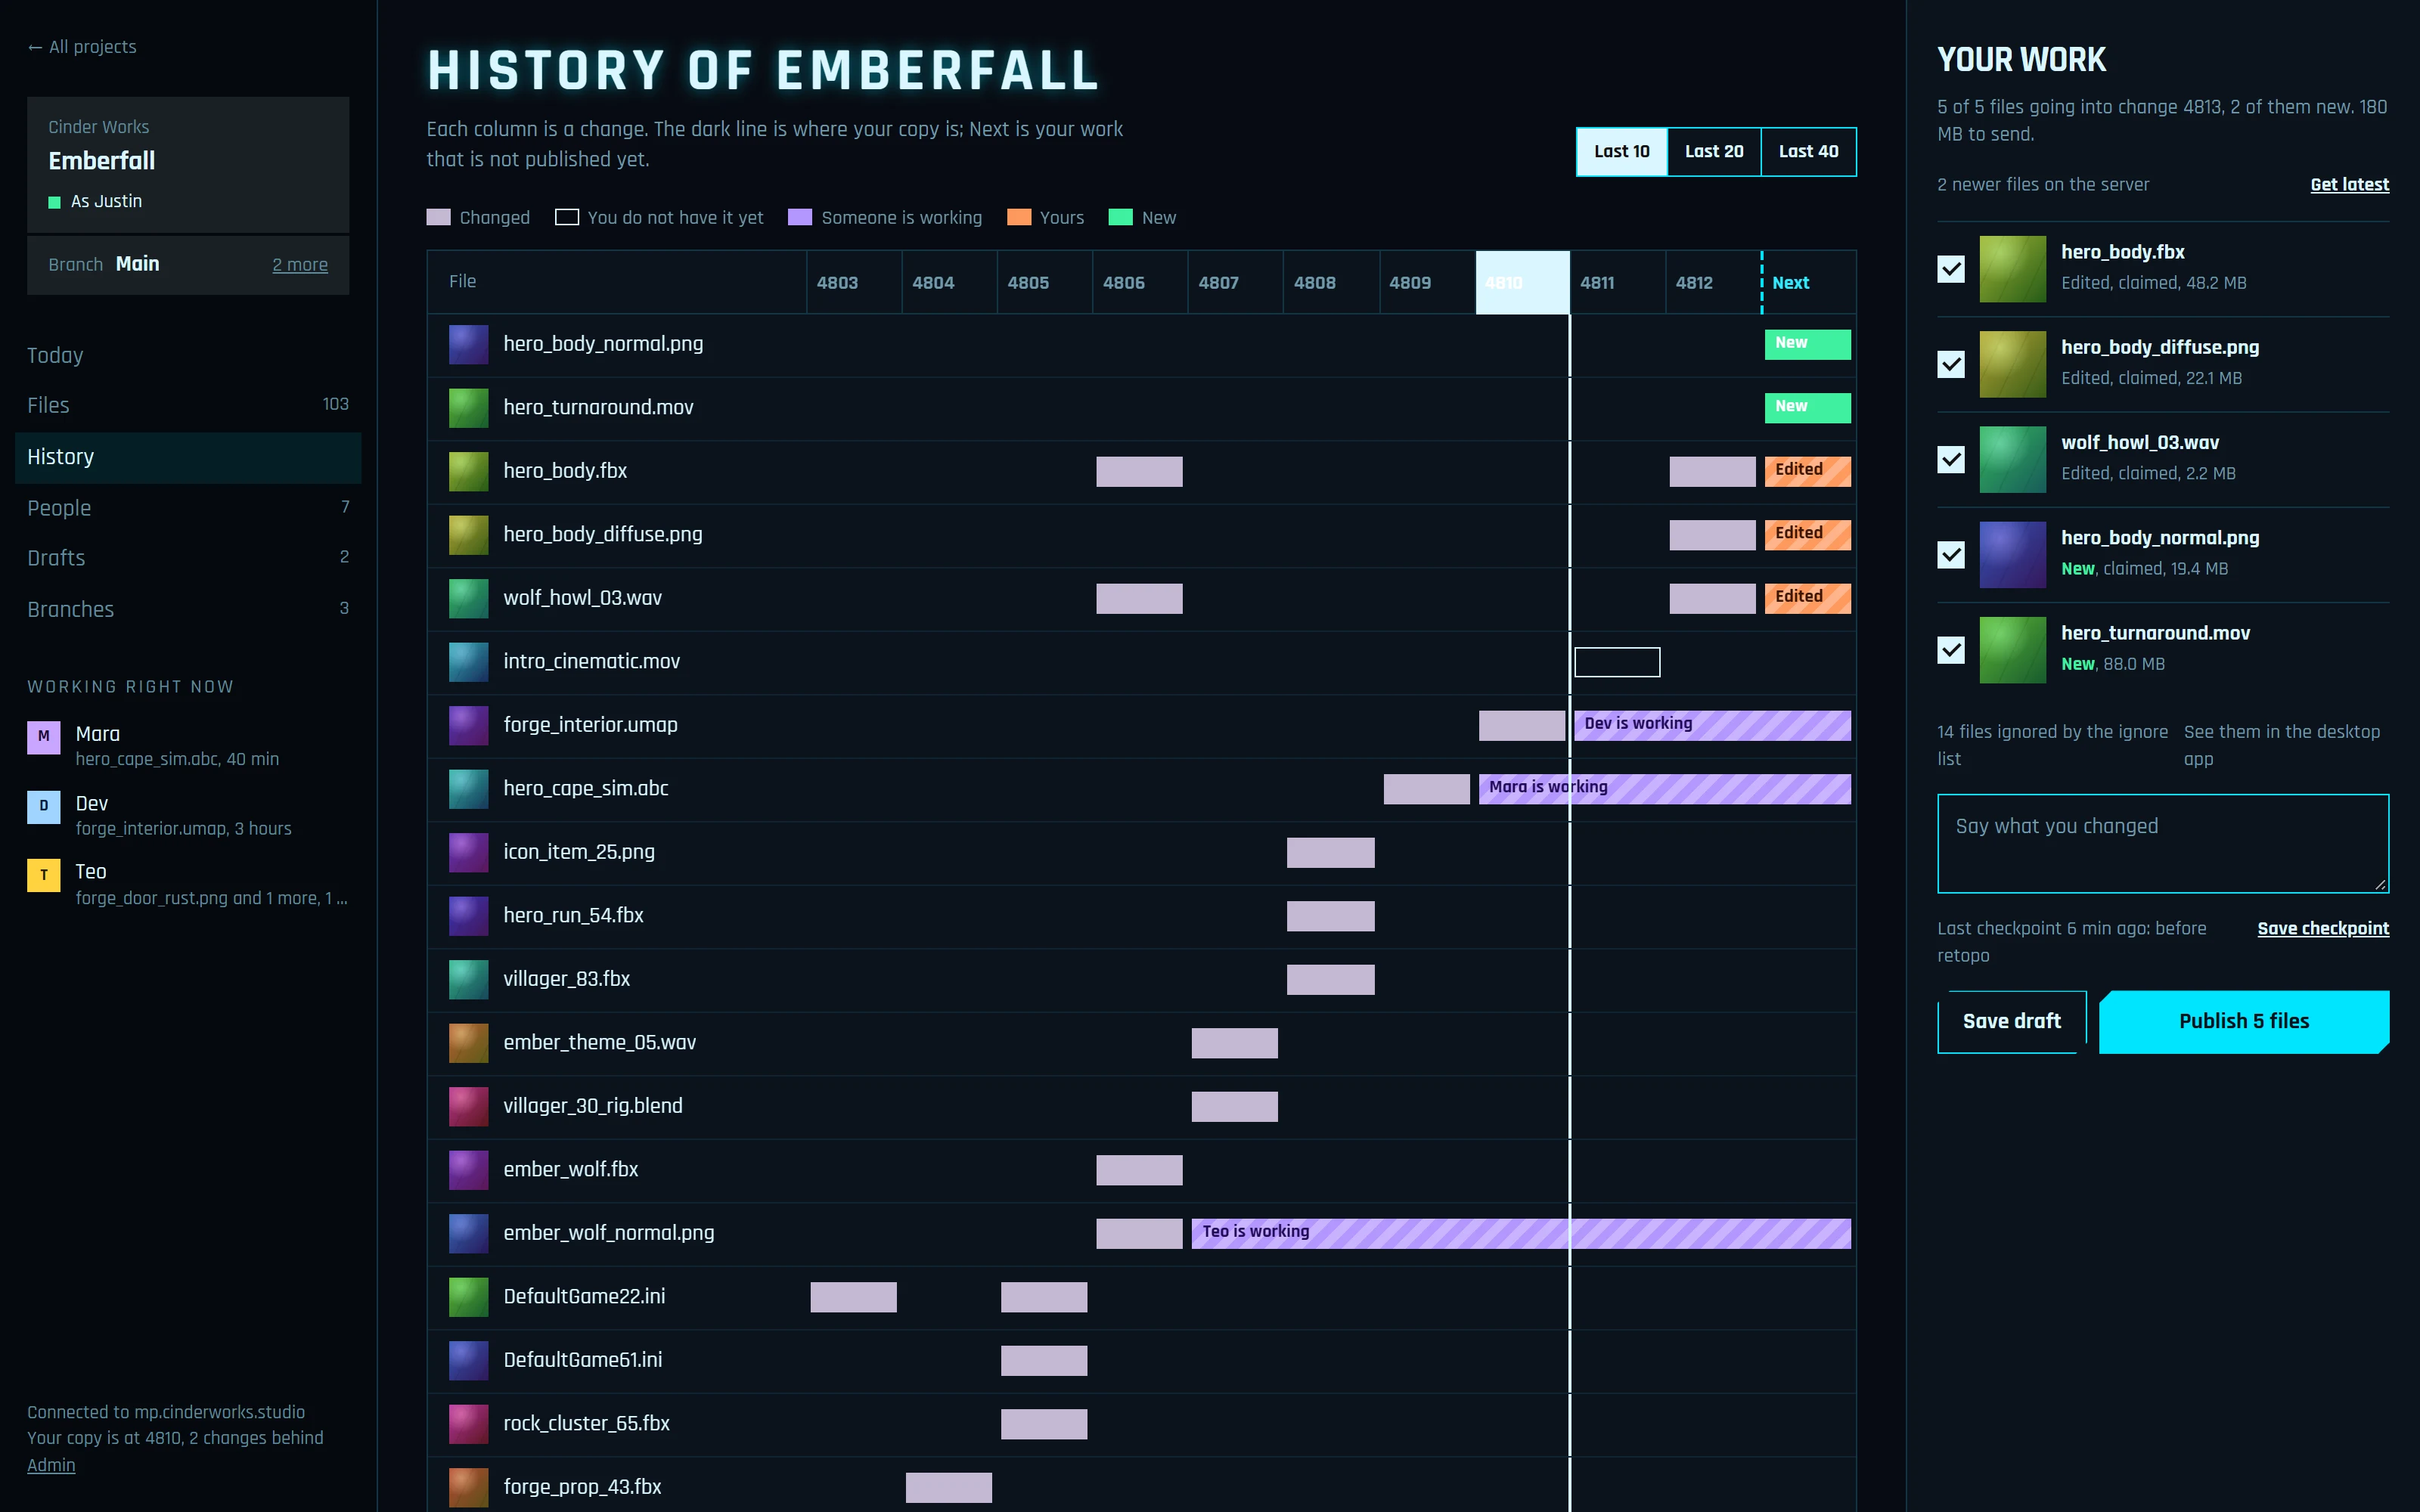 ← All projects
Cinder Works
Emberfall
As Justin
Branch Main 2 more
Today
Files 103
History
People 7
Drafts 2
Branches 3
WORKING RIGHT NOW
M Mara
hero_cape_sim.abc, 40 min
D Dev
forge_interior.umap, 3 hours
T Teo
forge_door_rust.png and 1 more, 1 ...
Connected to mp.cinderworks.studio
Your copy is at 4810, 2 changes behind
Admin
HISTORY OF EMBERFALL
Each column is a change. The dark line is where your copy is; Next is your work
that is not published yet.
Last 10 Last 20 Last 40
Changed You do not have it yet Someone is working Yours New
File 4803 4804 4805 4806 4807 4808 4809 4810 4811 4812 Next
hero_body_normal.png New
hero_turnaround.mov New
hero_body.fbx Edited
hero_body_diffuse.png Edited
wolf_howl_03.wav Edited
intro_cinematic.mov
forge_interior.umap Dev is working
hero_cape_sim.abc Mara is working
icon_item_25.png
hero_run_54.fbx
villager_83.fbx
ember_theme_05.wav
villager_30_rig.blend
ember_wolf.fbx
ember_wolf_normal.png Teo is working
DefaultGame22.ini
DefaultGame61.ini
rock_cluster_65.fbx
forge_prop_43.fbx
YOUR WORK
5 of 5 files going into change 4813, 2 of them new. 180
MB to send.
2 newer files on the server Get latest
hero_body.fbx
Edited, claimed, 48.2 MB
hero_body_diffuse.png
Edited, claimed, 22.1 MB
wolf_howl_03.wav
Edited, claimed, 2.2 MB
hero_body_normal.png
New, claimed, 19.4 MB
hero_turnaround.mov
New, 88.0 MB
14 files ignored by the ignore
list
See them in the desktop
app
Say what you changed
Last checkpoint 6 min ago: before
retopo
Save checkpoint
Save draft Publish 5 files